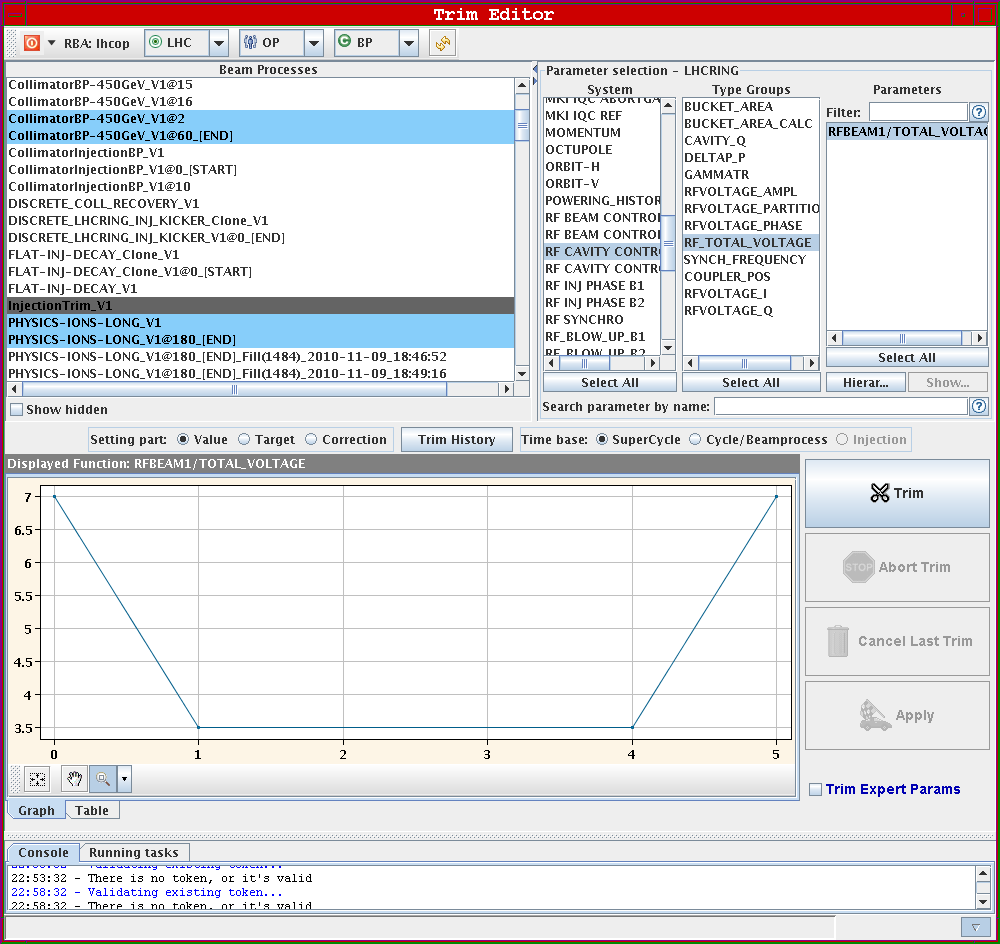 Trim Editor
RBA: lhcop
LHC
OP
BP
Beam Processes
CollimatorBP-450GeV_V1@15
CollimatorBP-450GeV_V1@16
CollimatorBP-450GeV_V1@2
CollimatorBP-450GeV_V1@60_[END]
CollimatorInjectionBP_V1
CollimatorInjectionBP_V1@0_[START]
CollimatorInjectionBP_V1@10
DISCRETE_COLL_RECOVERY_V1
DISCRETE_LHCRING_INJ_KICKER_Clone_V1
DISCRETE_LHCRING_INJ_KICKER_V1@0_[END]
FLAT-INJ-DECAY_Clone_V1
FLAT-INJ-DECAY_Clone_V1@0_[START]
FLAT-INJ-DECAY_V1
InjectionTrim_V1
PHYSICS-IONS-LONG_V1
PHYSICS-IONS-LONG_V1@180_[END]
PHYSICS-IONS-LONG_V1@180_[END]_Fill(1484)_2010-11-09_18:46:52
PHYSICS-IONS-LONG_V1@180_[END]_Fill(1484)_2010-11-09_18:49:16
Show hidden
Parameter selection - LHCRING
System
MKI IQC ABORTGA
MKI IQC REF
MOMENTUM
OCTUPOLE
ORBIT-H
ORBIT-V
POWERING_HISTOR
RF BEAM CONTROL
RF BEAM CONTROL
RF CAVITY CONTR
RF CAVITY CONTR
RF INJ PHASE B1
RF INJ PHASE B2
RF SYNCHRO
RF_BLOW_UP_B1
RF_BLOW_UP_B2
Select All
Type Groups
BUCKET_AREA
BUCKET_AREA_CALC
CAVITY_Q
DELTAP_P
GAMMATR
RFVOLTAGE_AMPL
RFVOLTAGE_PARTITIO
RFVOLTAGE_PHASE
RF_TOTAL_VOLTAGE
SYNCH_FREQUENCY
COUPLER_POS
RFVOLTAGE_I
RFVOLTAGE_Q
Select All
Parameters
Filter:
?
RFBEAM1/TOTAL_VOLTAG
Select All
Hierar...
Show...
Search parameter by name:
?
Setting part:
Value
Target
Correction
Trim History
Time base:
SuperCycle
Cycle/Beamprocess
Injection
Displayed Function: RFBEAM1/TOTAL_VOLTAGE
7
6.5
6
5.5
5
4.5
4
3.5
0
1
2
3
4
5
Graph
Table
Trim
STOP
Abort Trim
Cancel Last Trim
Apply
Trim Expert Params
Console
Running tasks
22:53:32 - Validating existing token...
22:53:32 - There is no token, or it's valid
22:58:32 - Validating existing token...
22:58:32 - There is no token, or it's valid